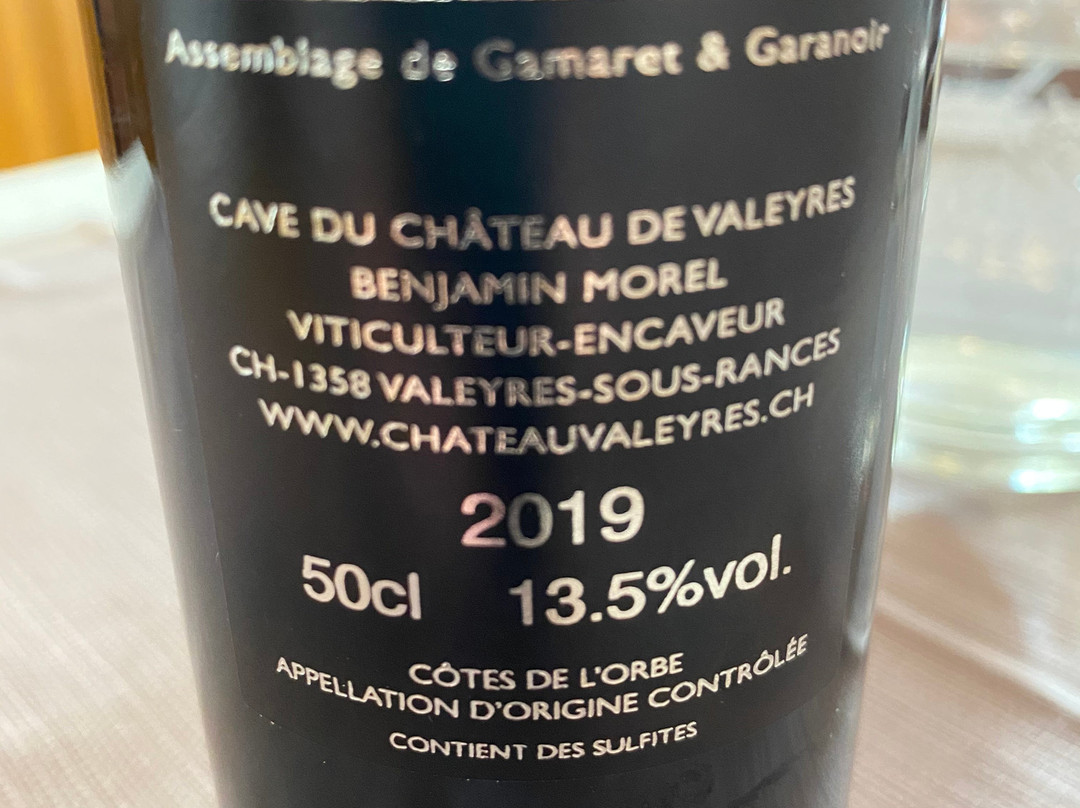 Assemblage de Gamaret & Garanoir
CAVE DU CHÂTEAU DE VALEYRES
BENJAMIN MOREL
VITICULTEUR-ENCAVEUR
CH-1358 VALEYRES-SOUS-RANCES
WWW.CHATEAUVALEYRES.CH
2019
50cl 13.5%vol.
CÔTES DE L'ORBE
APPELLATION D'ORIGINE CONTRÔLÉE
CONTIENT DES SULFITES